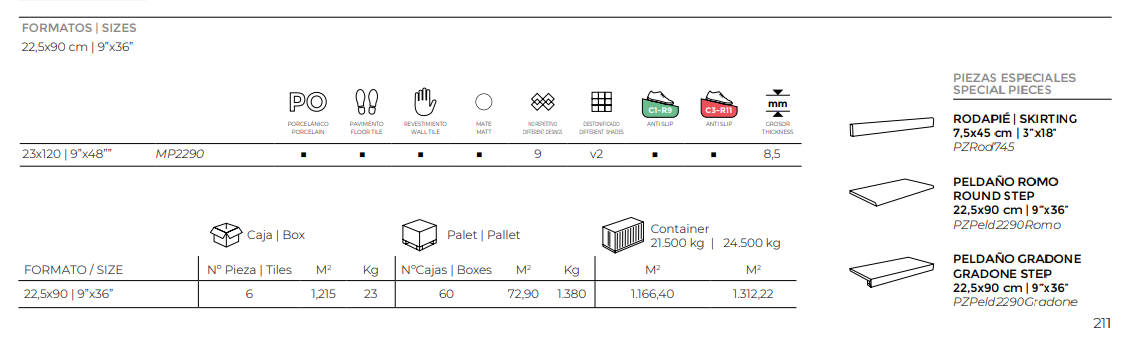 FORMATOS | SIZES
22,5x90 cm | 9”x36”
PO
PORCELÁNICO
PORCELAIN
PAVIMENTO
FLOOR TILE
REVESTIMIENTO
WALL TILE
MATE
MATT
NO REPETITIVO
DIFFERENT DESINGS
DESTONIFICADO
DIFFERENT SHADES
C1-R9
ANTI SLIP
C3-R11
ANTI SLIP
mm
GROSOR
THICKNESS
23x120 | 9”x48”” MP2290 ▪ ▪ ▪ ▪ 9 v2 ▪ ▪ 8,5
Caja | Box Palet | Pallet Container
21.500 kg | 24.500 kg
FORMATO / SIZE Nº Pieza | Tiles M² Kg NºCajas | Boxes M² Kg M² M²
22,5x90 | 9”x36” 6 1,215 23 60 72,90 1.380 1.166,40 1.312,22
PIEZAS ESPECIALES
SPECIAL PIECES
RODAPIÉ | SKIRTING
7,5x45 cm | 3”x18”
PZRod745
PELDAÑO ROMO
ROUND STEP
22,5x90 cm | 9”x36”
PZPeld2290Romo
PELDAÑO GRADONE
GRADONE STEP
22,5x90 cm | 9”x36”
PZPeld2290Gradone
211